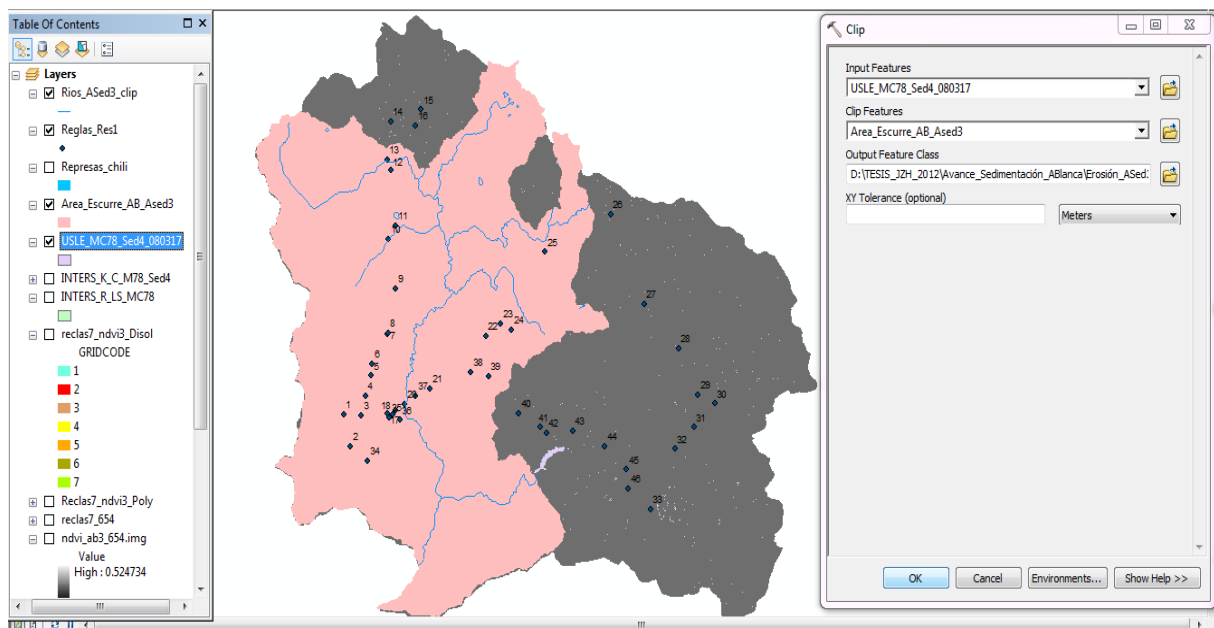 Table Of Contents
Layers
Rios_ASed3_clip
Reglas_Res1
Represas_chili
Area_Escurre_AB_Ased3
USLE_MC78_Sed4_080317
INTERS_K_C_M78_Sed4
INTERS_R_LS_MC78
reclas7_ndvi3_Disol
GRIDCODE
1
2
3
4
5
6
7
Reclas7_ndvi3_Poly
reclas7_654
ndvi_ab3_654.img
Value
High : 0.524734
15
14
16
13
12
26
11
10
25
9
27
23
8
24
7
22
28
6
5
38
39
37
21
29
4
30
20
1
3
18
35
36
17
40
41
42
43
31
2
44
32
34
45
46
33
Clip
Input Features
USLE_MC78_Sed4_080317
Clip Features
Area_Escurre_AB_Ased3
Output Feature Class
D:\TESIS_JZH_2012\Avance_Sedimentación_ABlanca\Erosión_ASed
XY Tolerance (optional)
Meters
OK
Cancel
Environments...
Show Help >>